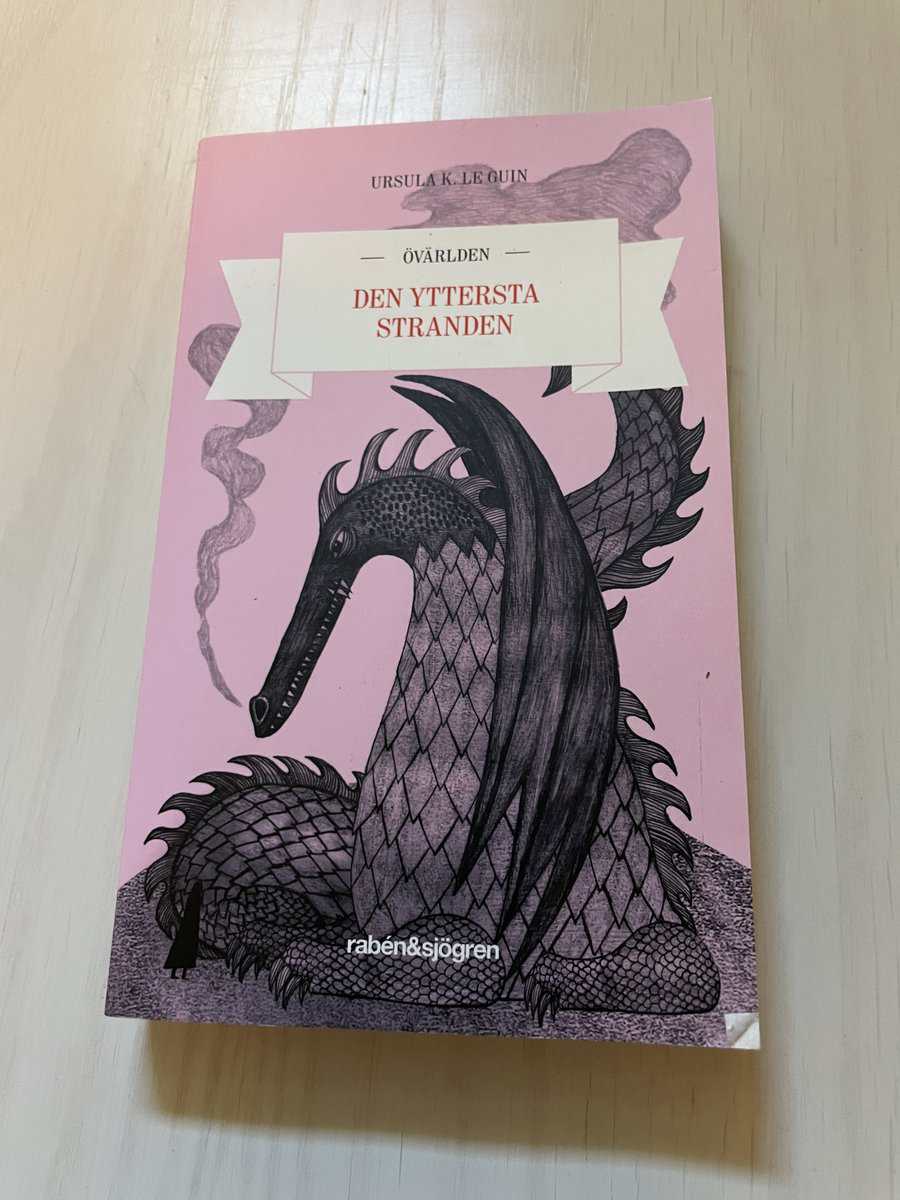 URSULA K. LE GUIN
— ÖVÄRLDEN —
DEN YTTERSTA
STRANDEN
rabén&sjögren